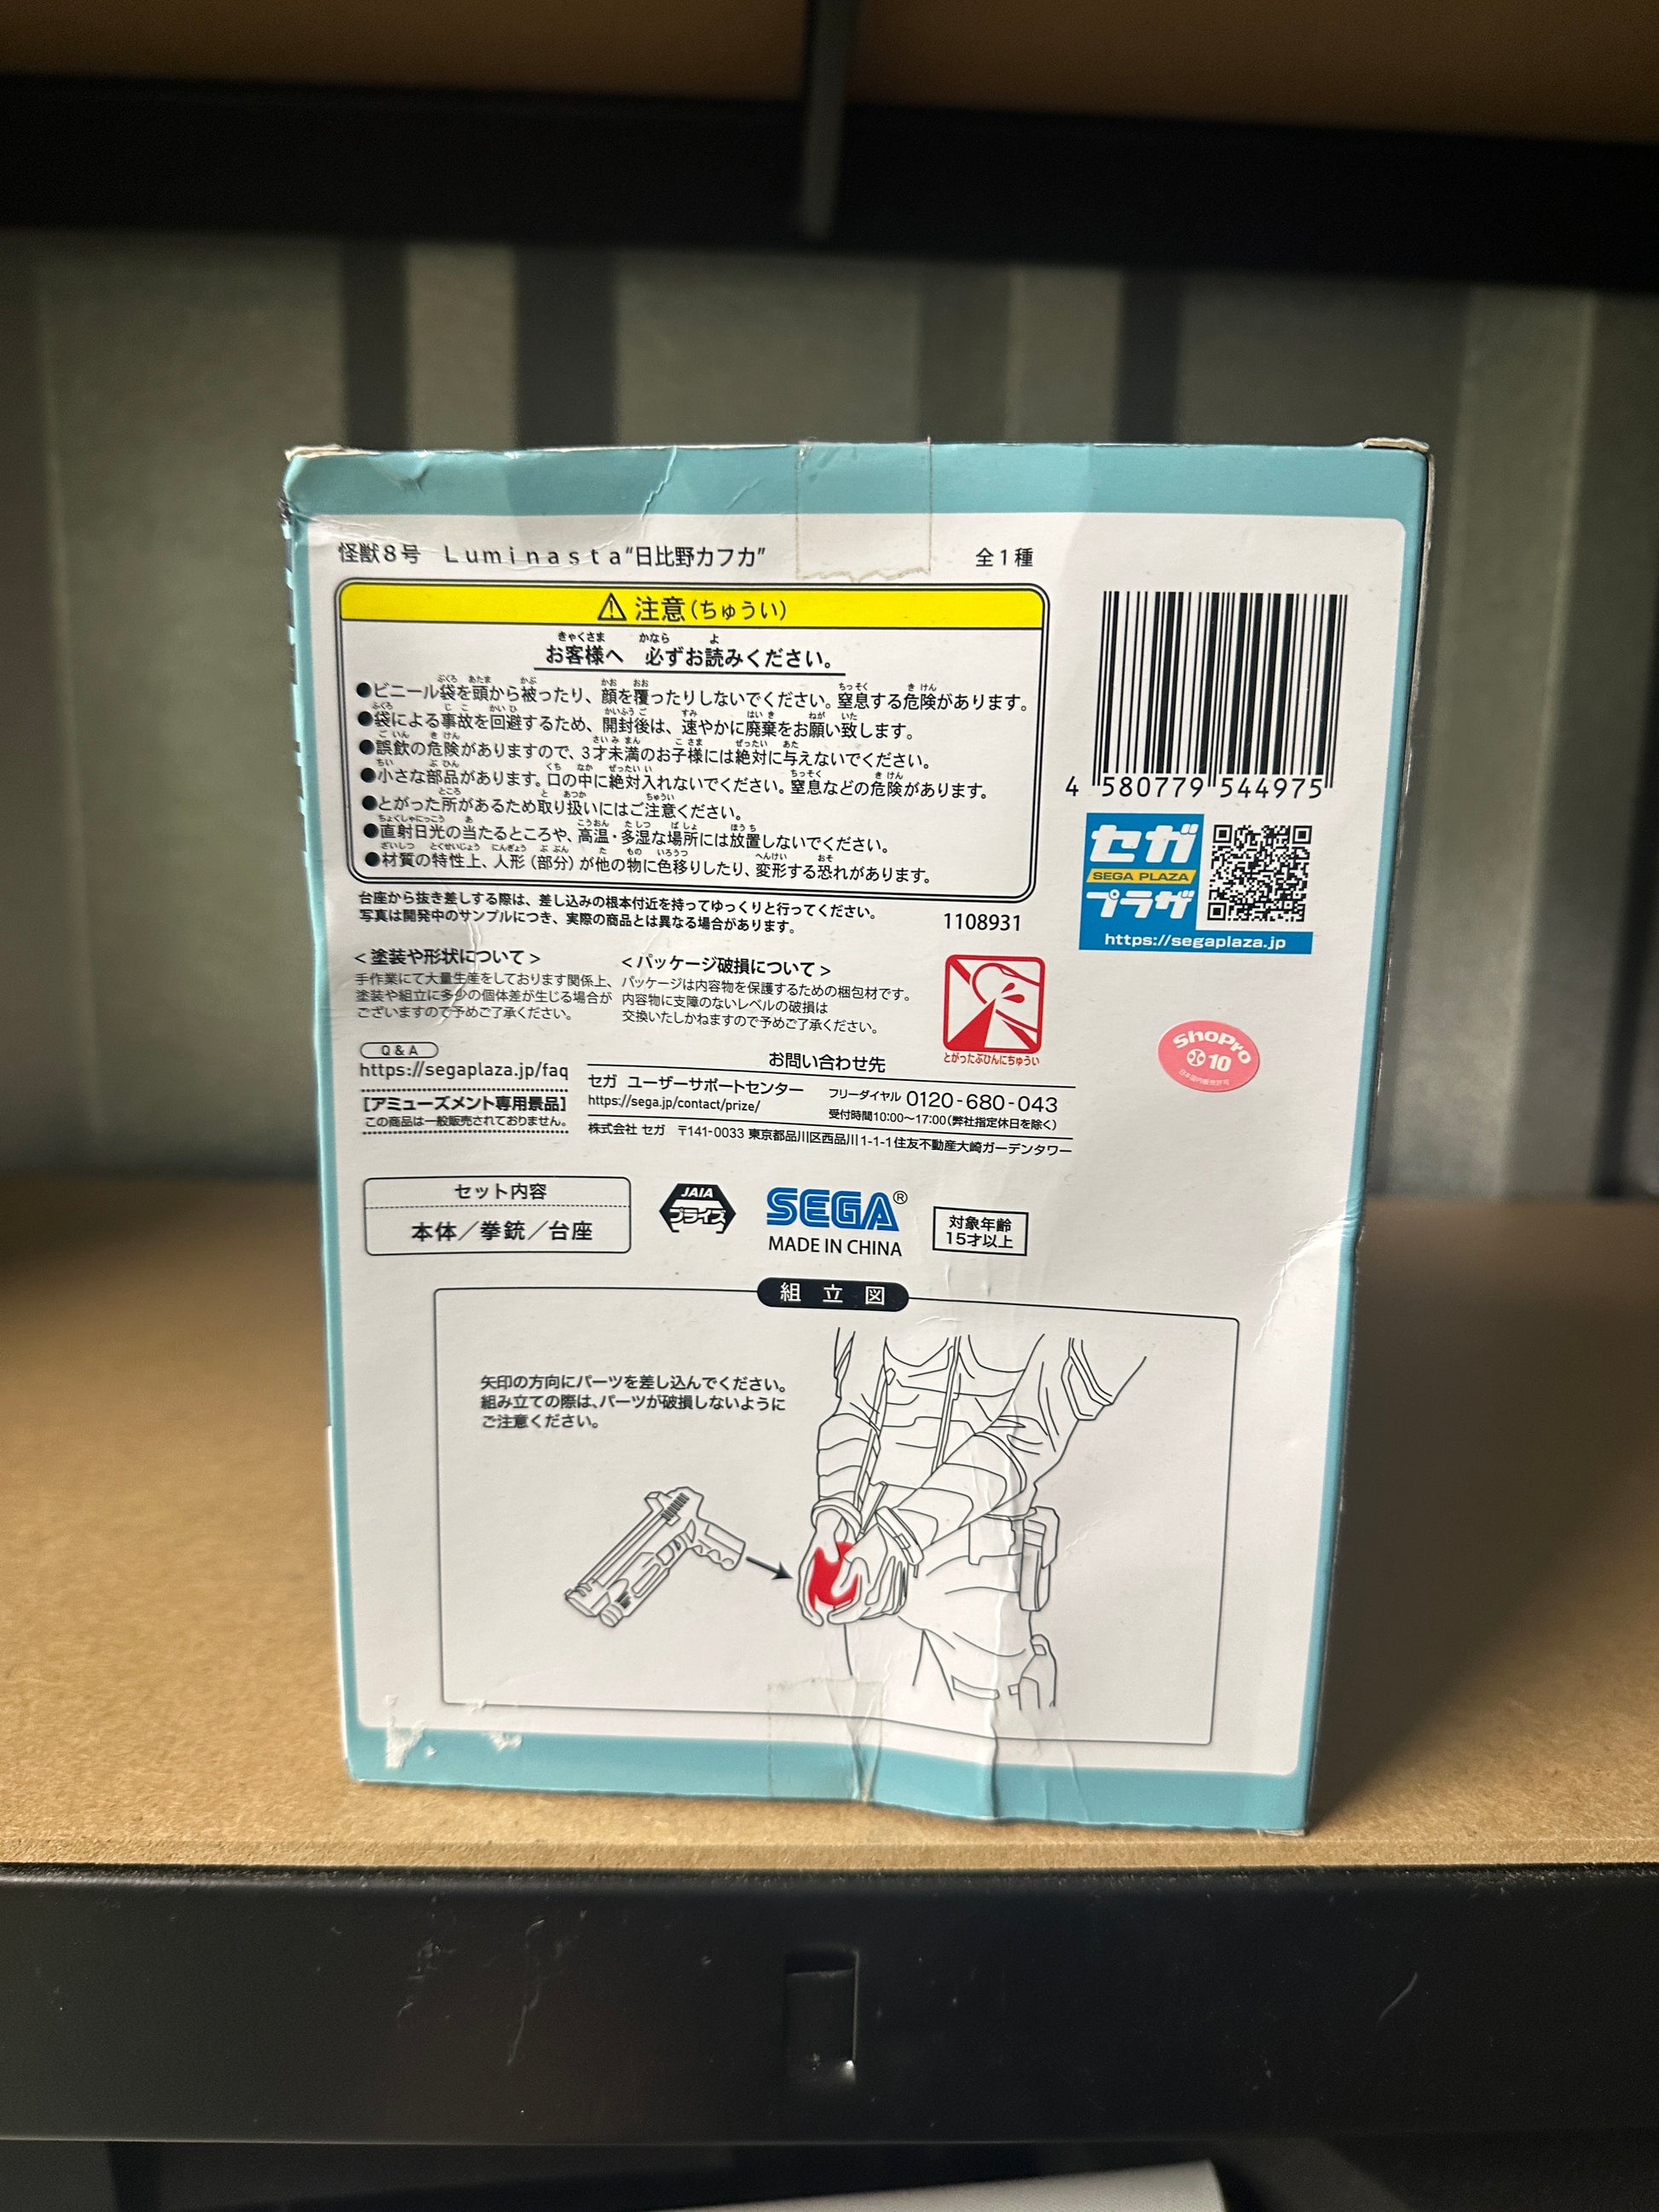 怪獣8号 Luminasta“日比野カフカ” 全1種
⚠ 注意(ちゅうい)
お客様へ 必ずお読みください。
●ビニール袋を頭から被ったり、顔を覆ったりしないでください。窒息する危険があります。
●袋による事故を回避するため、開封後は、速やかに廃棄をお願い致します。
●誤飲の危険がありますので、3才未満のお子様には絶対に与えないでください。
●小さな部品があります。口の中に絶対入れないでください。窒息などの危険があります。
●とがった所があるため取り扱いにはご注意ください。
●直射日光の当たるところや、高温・多湿な場所には放置しないでください。
●材質の特性上、人形(部分)が他の物に色移りしたり、変形する恐れがあります。
台座から抜き差しする際は、差し込みの根本付近を持ってゆっくりと行ってください。
写真は開発中のサンプルにつき、実際の商品とは異なる場合があります。
1108931
4 580779 544975
セガ
SEGA PLAZA
プラザ
https://segaplaza.jp
<塗装や形状について>
手作業にて大量生産をしております関係上、
塗装や組立に多少の個体差が生じる場合が
ございますので予めご了承ください。
<パッケージ破損について>
パッケージは内容物を保護するための梱包材です。
内容物に支障のないレベルの破損は
交換いたしかねますので予めご了承ください。
とがったぶひんにちゅうい
ShoPro
10
日本国内販売許可
Q&A
https://segaplaza.jp/faq
[アミューズメント専用景品]
この商品は一般販売されておりません。
お問い合わせ先
セガ ユーザーサポートセンター
https://sega.jp/contact/prize/
フリーダイヤル 0120-680-043
受付時間10:00〜17:00(弊社指定休日を除く)
株式会社 セガ 〒141-0033 東京都品川区西品川1-1-1住友不動産大崎ガーデンタワー
セット内容
本体/拳銃/台座
JAIA
プライズ
SEGA®
MADE IN CHINA
対象年齢
15才以上
組立図
矢印の方向にパーツを差し込んでください。
組み立ての際は、パーツが破損しないように
ご注意ください。